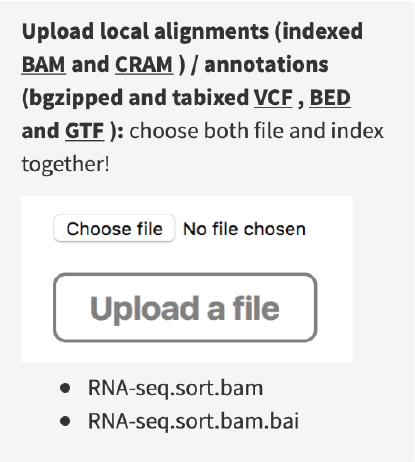 Upload local alignments (indexed
BAM and CRAM ) / annotations
(bgzipped and tabixed VCF , BED
and GTF ): choose both file and index
together!
Choose file No file chosen
Upload a file
• RNA-seq.sort.bam
• RNA-seq.sort.bam.bai